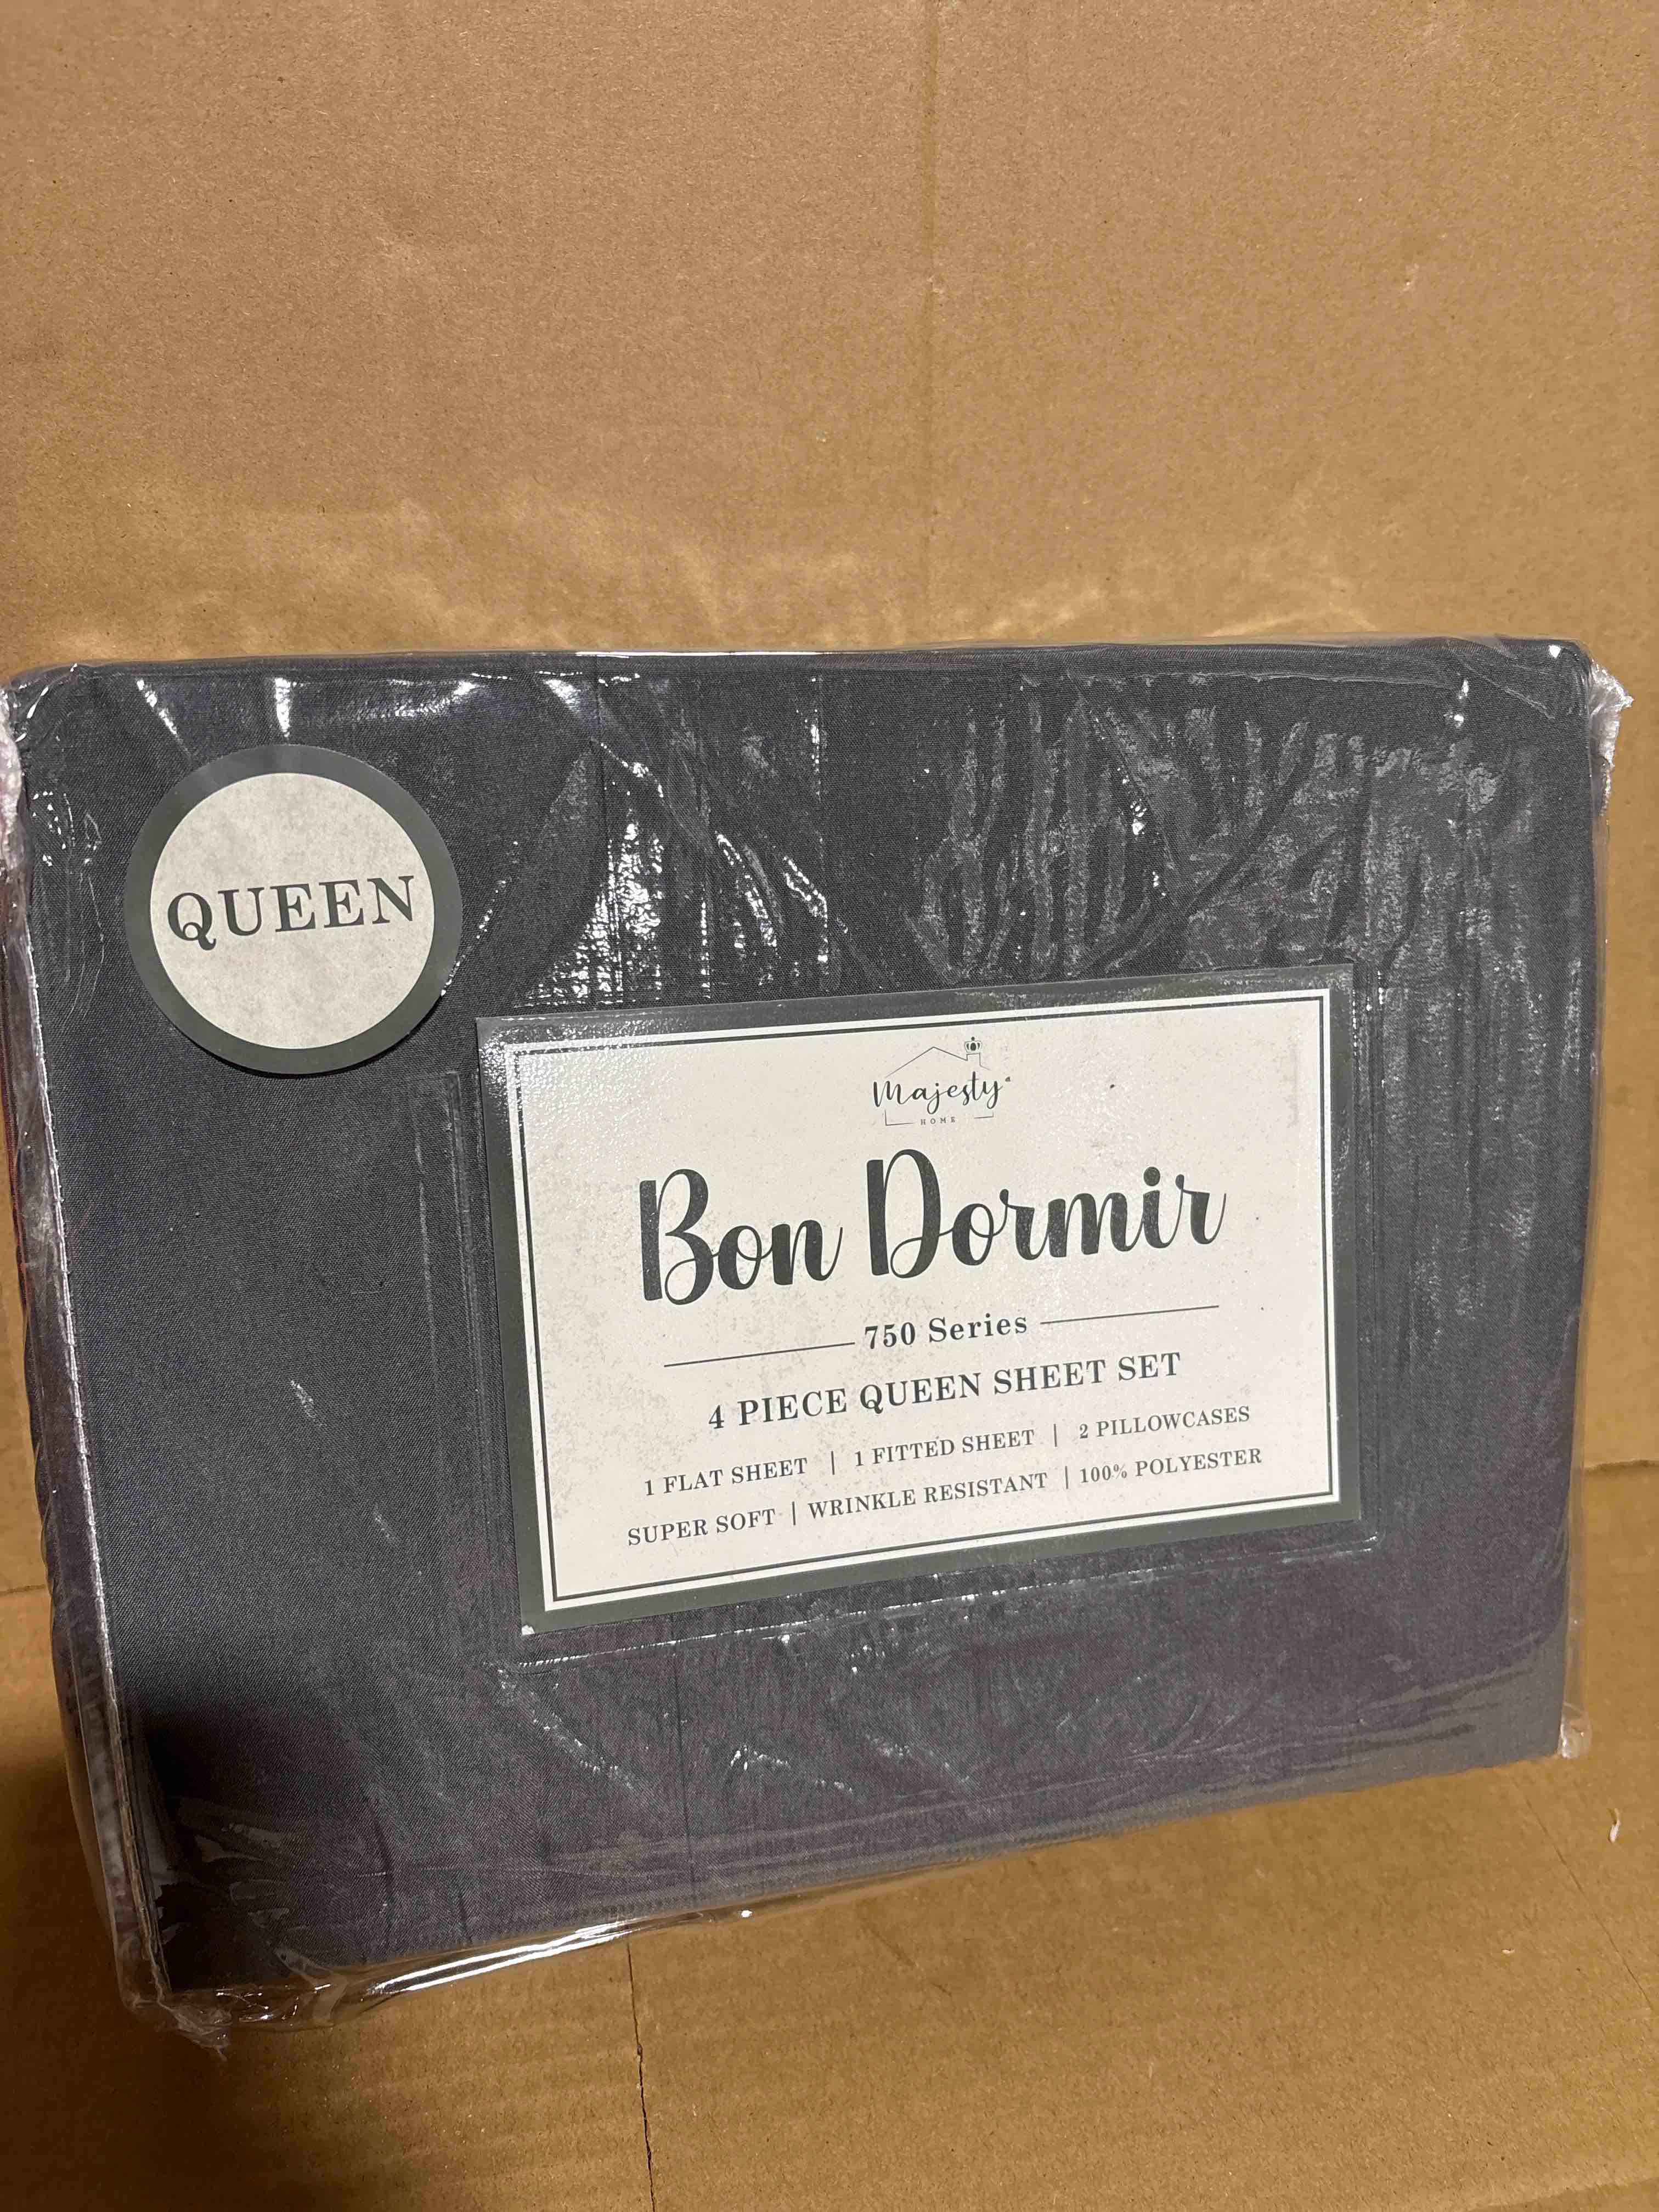 QUEEN
Majesty
HOME
Bon Dormir
750 Series
4 PIECE QUEEN SHEET SET
1 FLAT SHEET | 1 FITTED SHEET | 2 PILLOWCASES
SUPER SOFT | WRINKLE RESISTANT | 100% POLYESTER